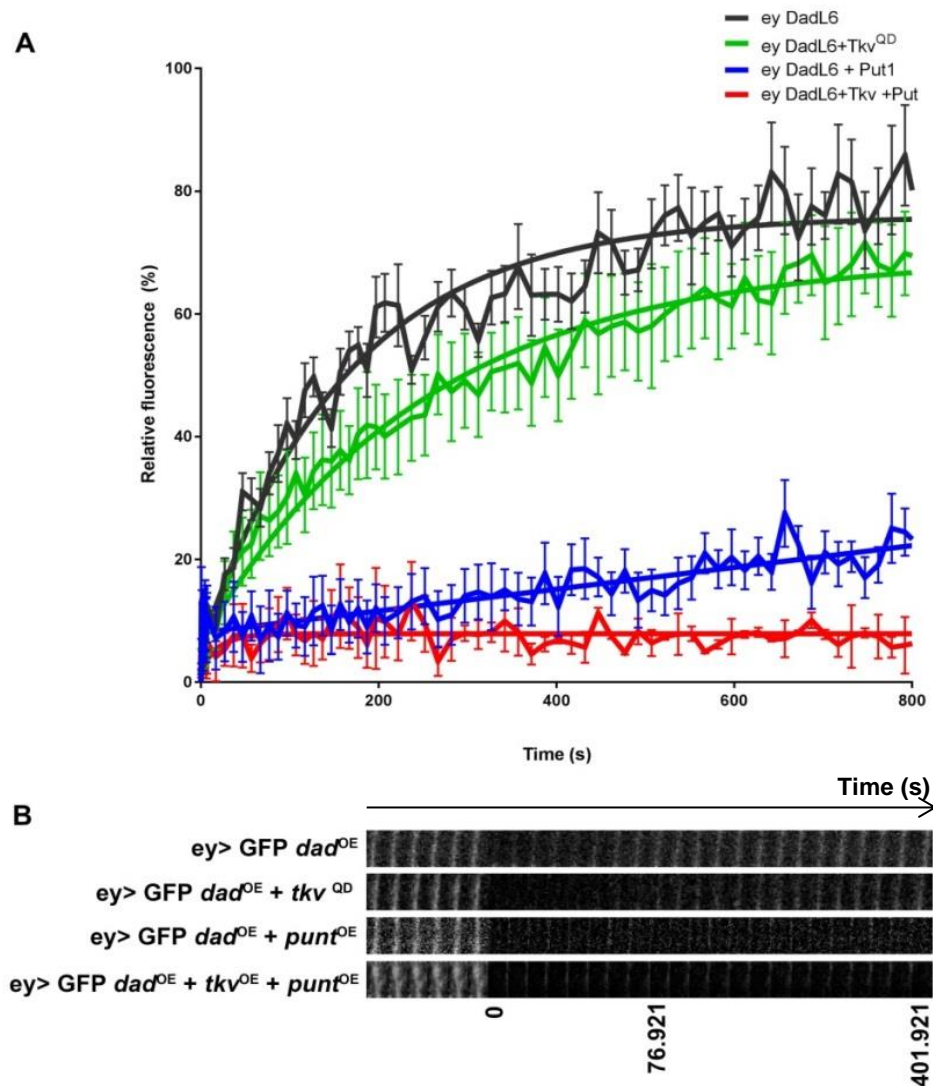 A
ey DadL6
ey DadL6+Tkv^QD
ey DadL6 + Put1
ey DadL6+Tkv +Put
100
80
60
40
20
0
Relative fluorescence (%)
0 200 400 600 800
Time (s)
Time (s)
B
ey> GFP dad^OE
ey> GFP dad^OE + tkv ^QD
ey> GFP dad^OE + punt^OE
ey> GFP dad^OE + tkv^OE + punt^OE
0 76.921 401.921